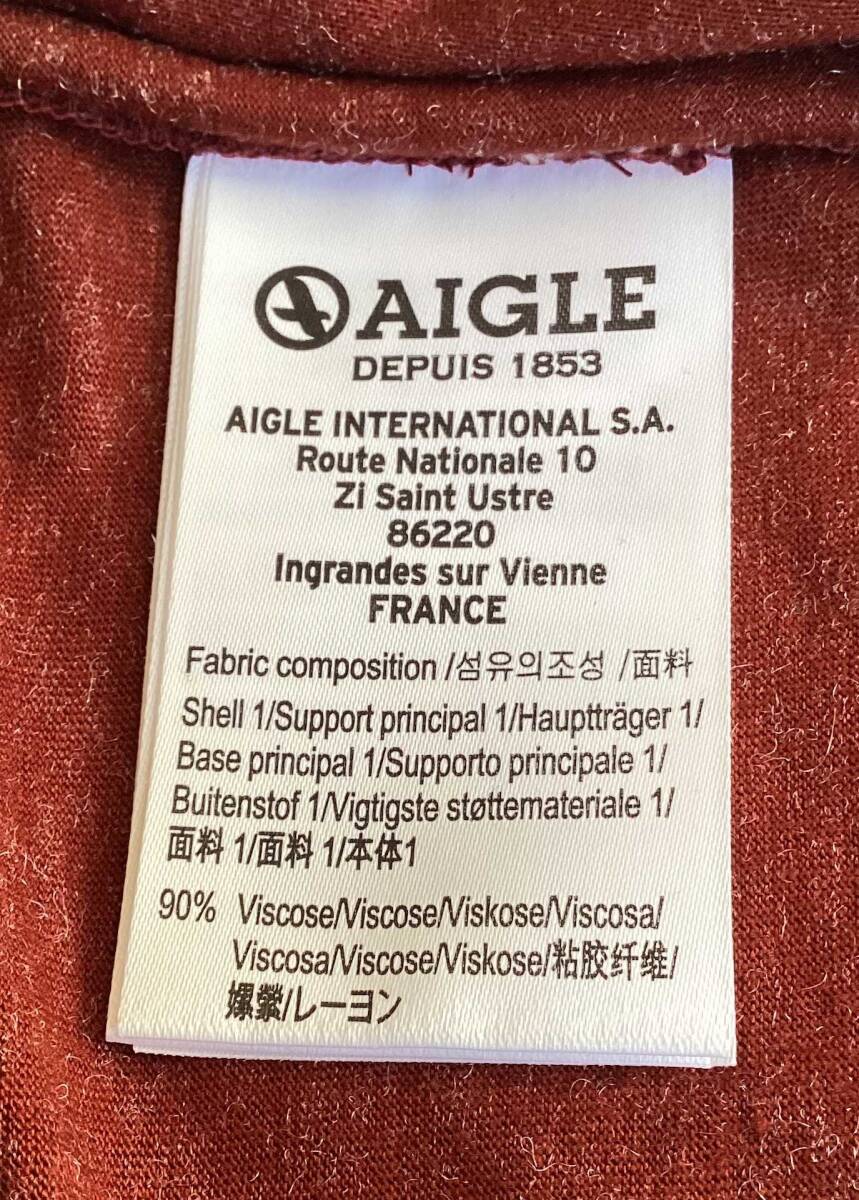 AIGLE
DEPUIS 1853
AIGLE INTERNATIONAL S.A.
Route Nationale 10
Zi Saint Ustre
86220
Ingrandes sur Vienne
FRANCE
Fabric composition /섬유의조성 /面料
Shell 1/Support principal 1/Hauptträger 1/
Base principal 1/Supporto principale 1/
Buitenstof 1/Vigtigste støttemateriale 1/
面料 1/面料 1/本体1
90% Viscose/Viscose/Viskose/Viscosa/
Viscosa/Viscose/Viskose/粘胶纤维/
嫘縈/レーヨン